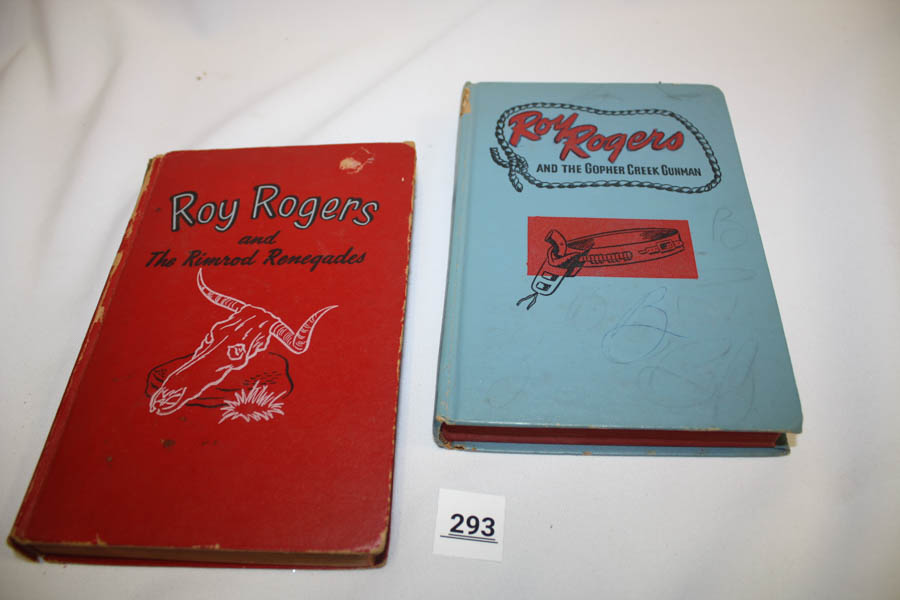 Roy Rogers
and
The Rimrod Renegades
Roy
Rogers
AND THE GOPHER CREEK GUNMAN
B
B
293